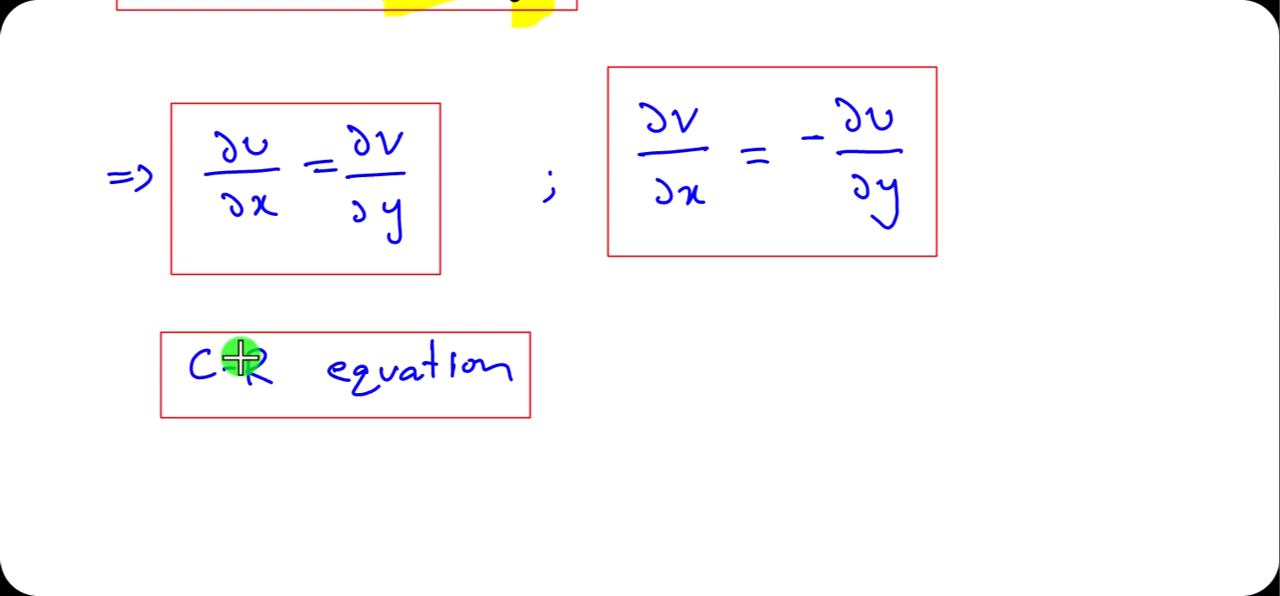 ⇒ ∂u/∂x = ∂v/∂y ; ∂v/∂x = -∂u/∂y
C-R equation